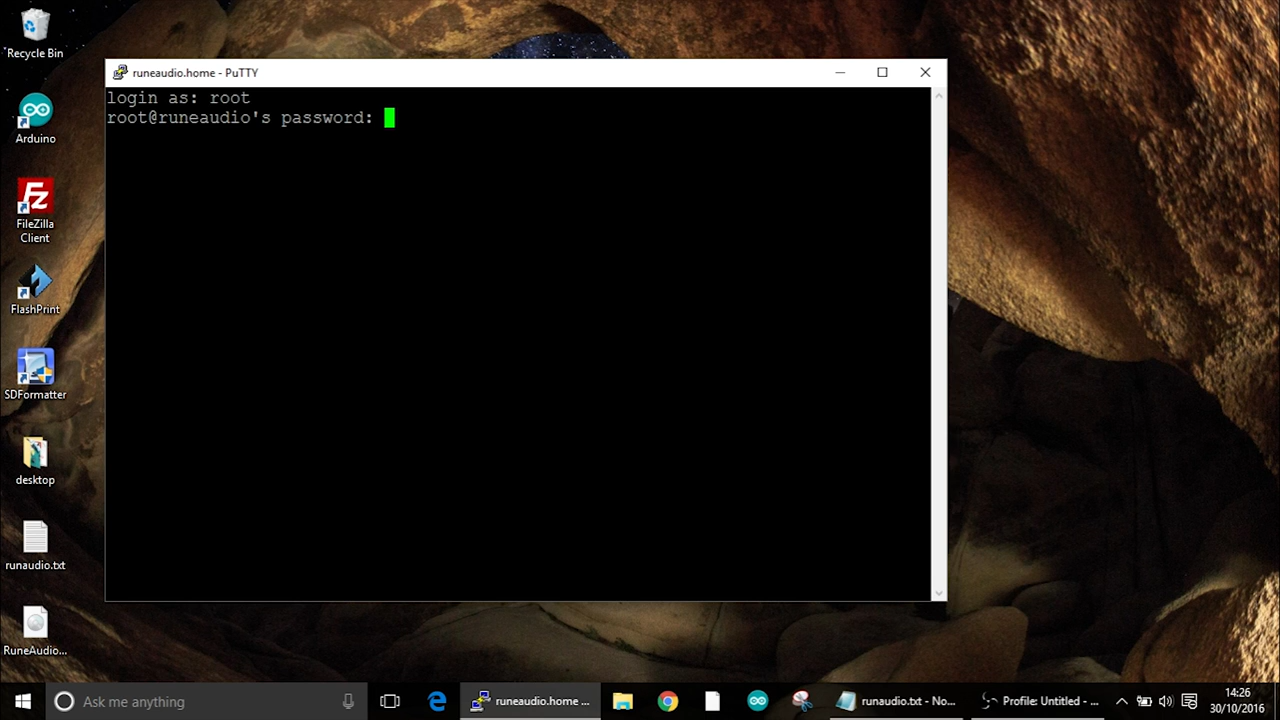 Recycle Bin
Arduino
FileZilla
Client
FlashPrint
SDFormatter
desktop
runaudio.txt
RuneAudio...
runeaudio.home - PuTTY
login as: root
root@runeaudio's password:
Ask me anything
runeaudio.home ...
runaudio.txt - No...
Profile: Untitled - ...
14:26
30/10/2016